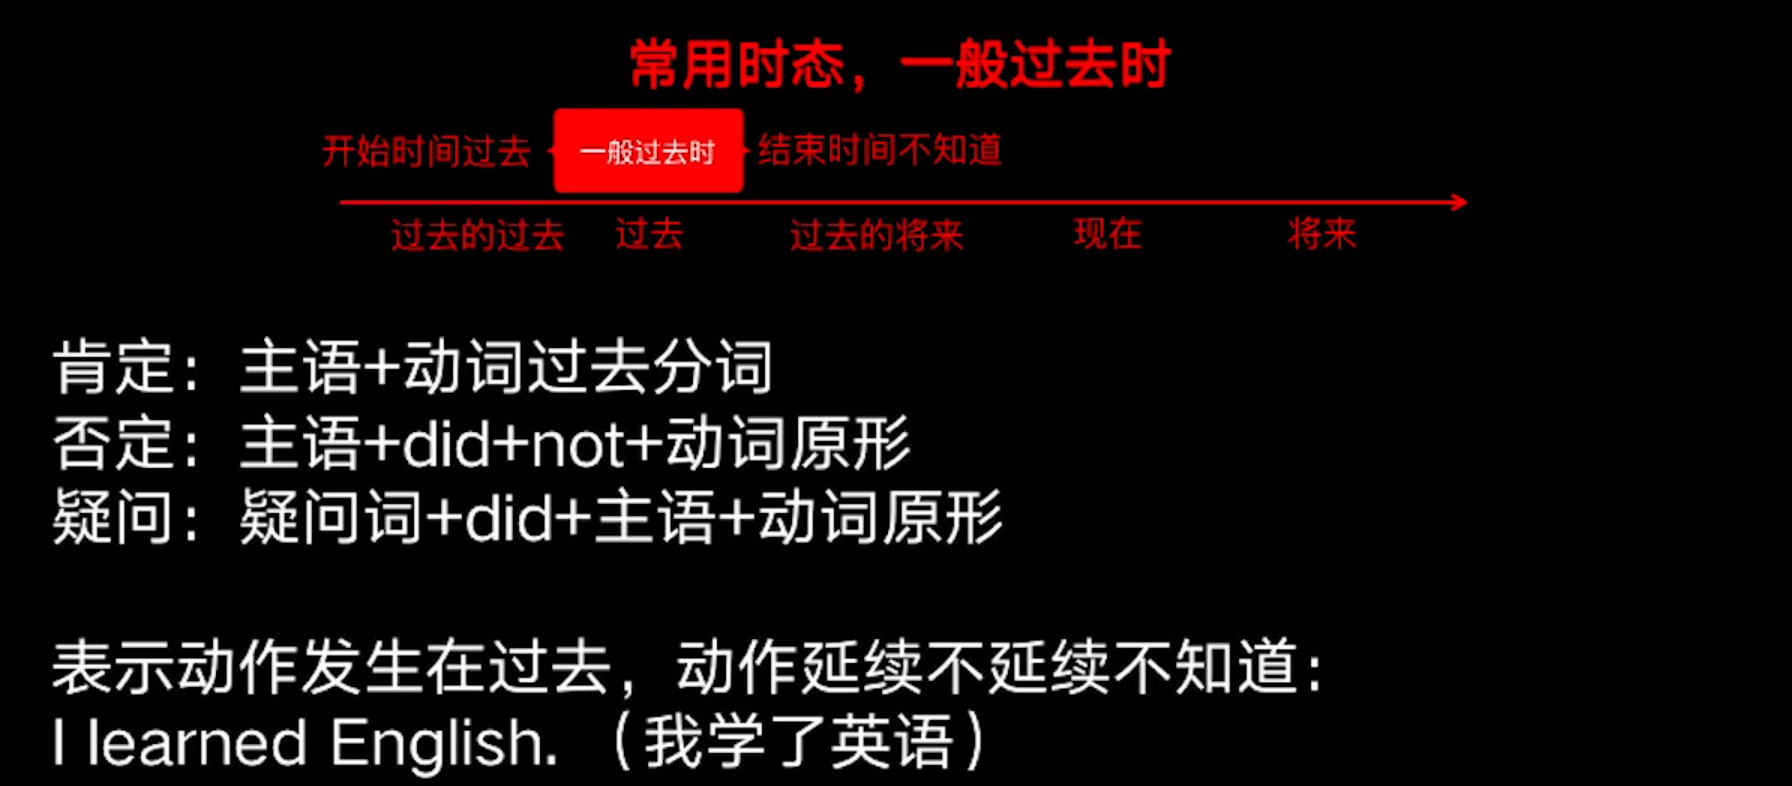 常用时态，一般过去时
开始时间过去 一般过去时 结束时间不知道
过去的过去 过去 过去的将来 现在 将来
肯定：主语+动词过去分词
否定：主语+did+not+动词原形
疑问：疑问词+did+主语+动词原形
表示动作发生在过去，动作延续不延续不知道：
I learned English. （我学了英语）